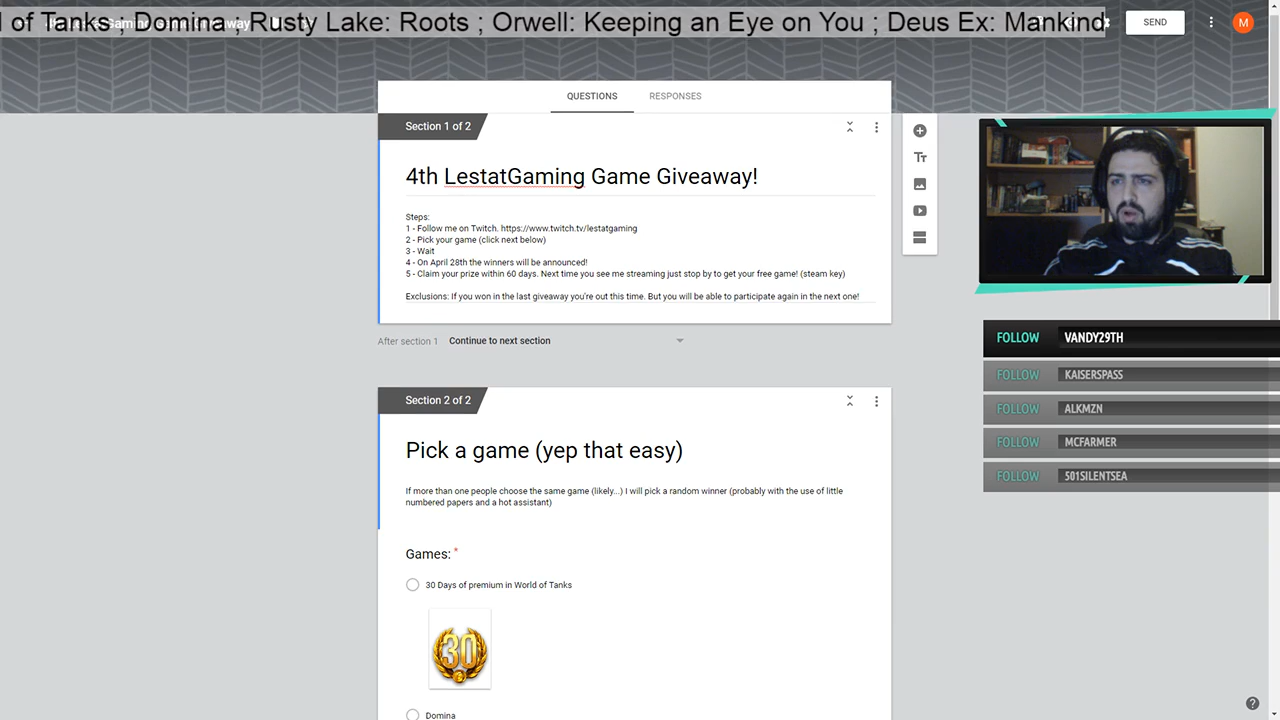 of Tanks ; Domina ; Rusty Lake: Roots ; Orwell: Keeping an Eye on You ; Deus Ex: Mankind
SEND
M
QUESTIONS
RESPONSES
Section 1 of 2
4th LestatGaming Game Giveaway!
Steps:
1 - Follow me on Twitch. https://www.twitch.tv/lestatgaming
2 - Pick your game (click next below)
3 - Wait
4 - On April 28th the winners will be announced!
5 - Claim your prize within 60 days. Next time you see me streaming just stop by to get your free game! (steam key)
Exclusions: If you won in the last giveaway you're out this time. But you will be able to participate again in the next one!
After section 1 Continue to next section
Section 2 of 2
Pick a game (yep that easy)
If more than one people choose the same game (likely...) I will pick a random winner (probably with the use of little
numbered papers and a hot assistant)
Games: *
30 Days of premium in World of Tanks
30
Domina
Tт
FOLLOW VANDY29TH
FOLLOW KAISERSPASS
FOLLOW ALKMZN
FOLLOW MCFARMER
FOLLOW 501SILENTSEA